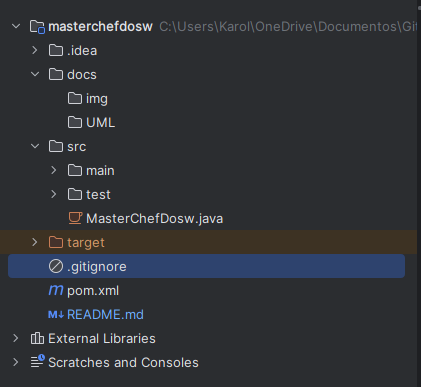 masterchefdosw C:\Users\Karol\OneDrive\Documentos\Git
.idea
docs
img
UML
src
main
test
MasterChefDosw.java
target
.gitignore
m pom.xml
M↓ README.md
External Libraries
Scratches and Consoles